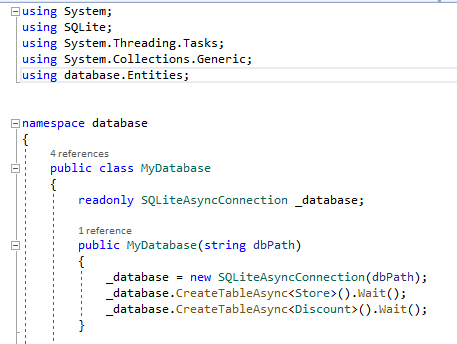 using System;
using SQLite;
using System.Threading.Tasks;
using System.Collections.Generic;
using database.Entities;
namespace database
{
4 references
public class MyDatabase
{
readonly SQLiteAsyncConnection _database;
1 reference
public MyDatabase(string dbPath)
{
_database = new SQLiteAsyncConnection(dbPath);
_database.CreateTableAsync<Store>().Wait();
_database.CreateTableAsync<Discount>().Wait();
}